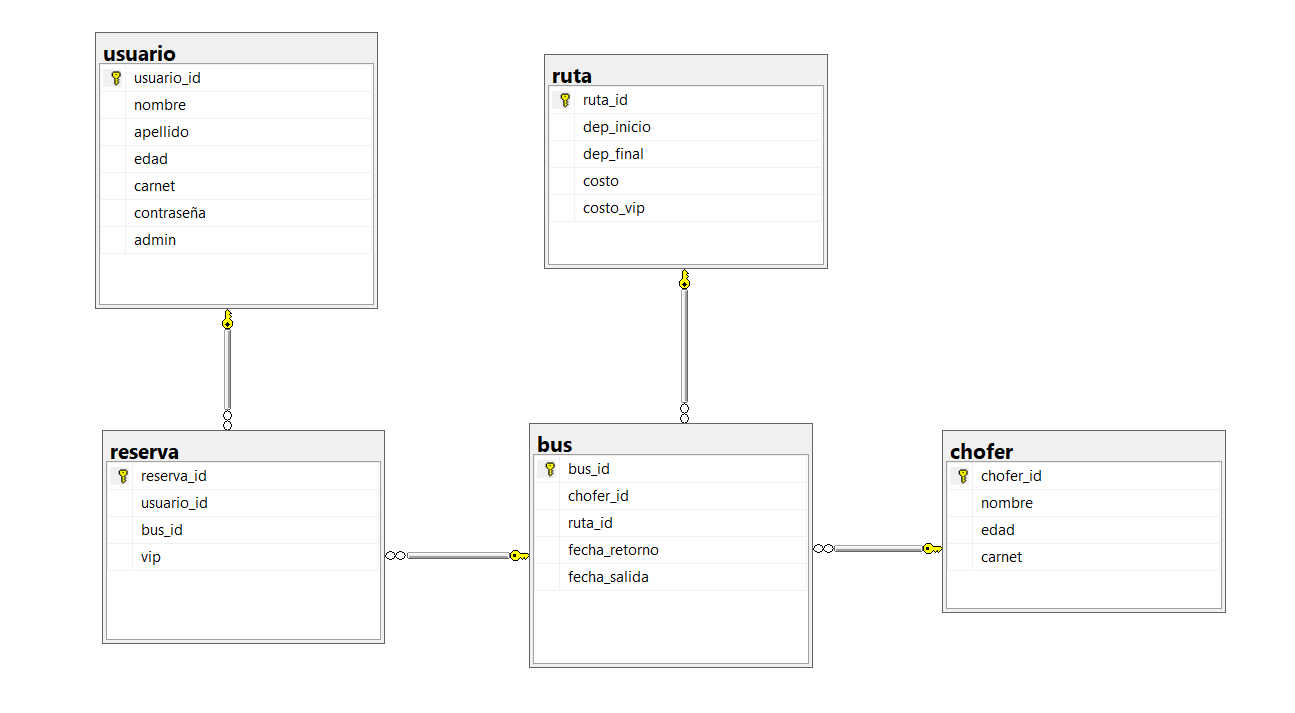 usuario
usuario_id
nombre
apellido
edad
carnet
contraseña
admin
ruta
ruta_id
dep_inicio
dep_final
costo
costo_vip
reserva
reserva_id
usuario_id
bus_id
vip
bus
bus_id
chofer_id
ruta_id
fecha_retorno
fecha_salida
chofer
chofer_id
nombre
edad
carnet